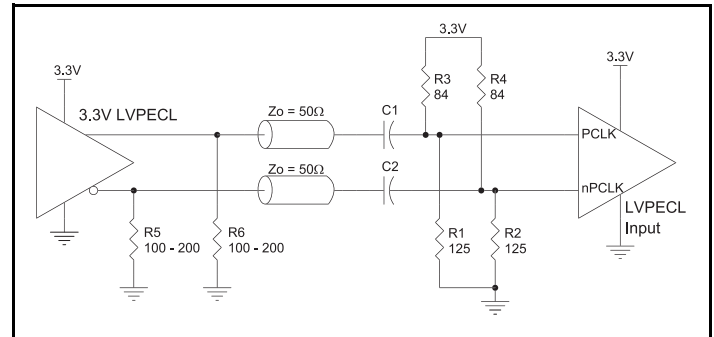 3.3V
3.3V LVPECL
Zo = 50Ω
C1
3.3V
R3
84
R4
84
3.3V
PCLK
Zo = 50Ω
C2
nPCLK
LVPECL
Input
R5
100 - 200
R6
100 - 200
R1
125
R2
125